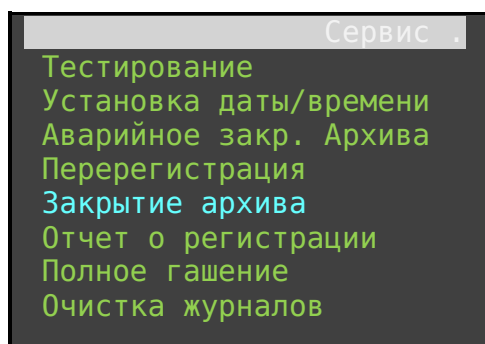 Сервис .
Тестирование
Установка даты/времени
Аварийное закр. Архива
Перерегистрация
Закрытие архива
Отчет о регистрации
Полное гашение
Очистка журналов